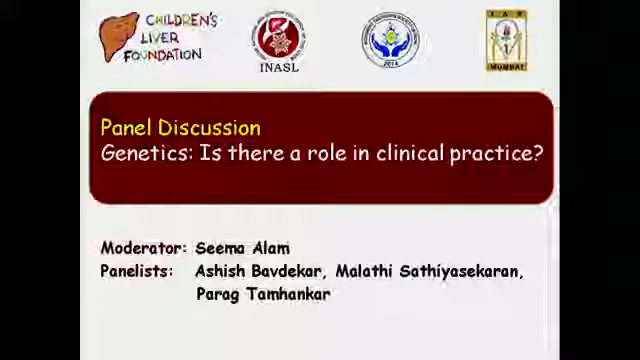 CHILDREN'S
LIVER
FOUNDATION
INASL
2014
I A P
MUMBAI
Panel Discussion
Genetics: Is there a role in clinical practice?
Moderator: Seema Alam
Panelists: Ashish Bavdekar, Malathi Sathiyasekaran,
Parag Tamhankar